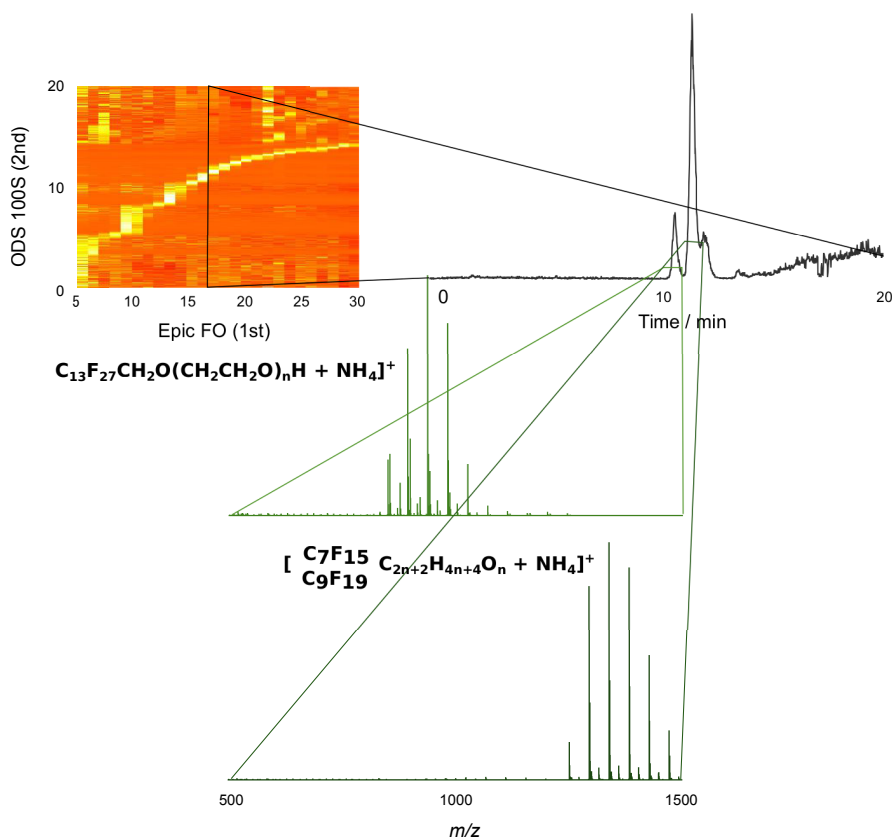 20
ODS 100S (2nd)
10
0
5 10 15 20 25 30
Epic FO (1st)
0 10 20
Time / min
C₁₃F₂₇CH₂O(CH₂CH₂O)ₙH + NH₄]⁺
[ C₇F₁₅ C₂ₙ₊₂H₄ₙ₊₄Oₙ + NH₄]⁺
C₉F₁₉
500 1000 1500
m/z